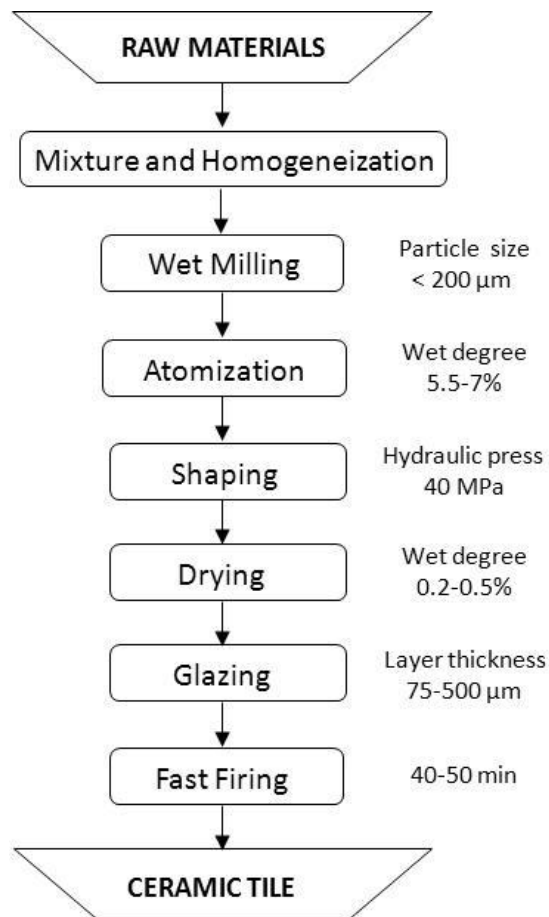 RAW MATERIALS
Mixture and Homogeneization
Wet Milling
Particle size
< 200 µm
Atomization
Wet degree
5.5-7%
Shaping
Hydraulic press
40 MPa
Drying
Wet degree
0.2-0.5%
Glazing
Layer thickness
75-500 µm
Fast Firing
40-50 min
CERAMIC TILE